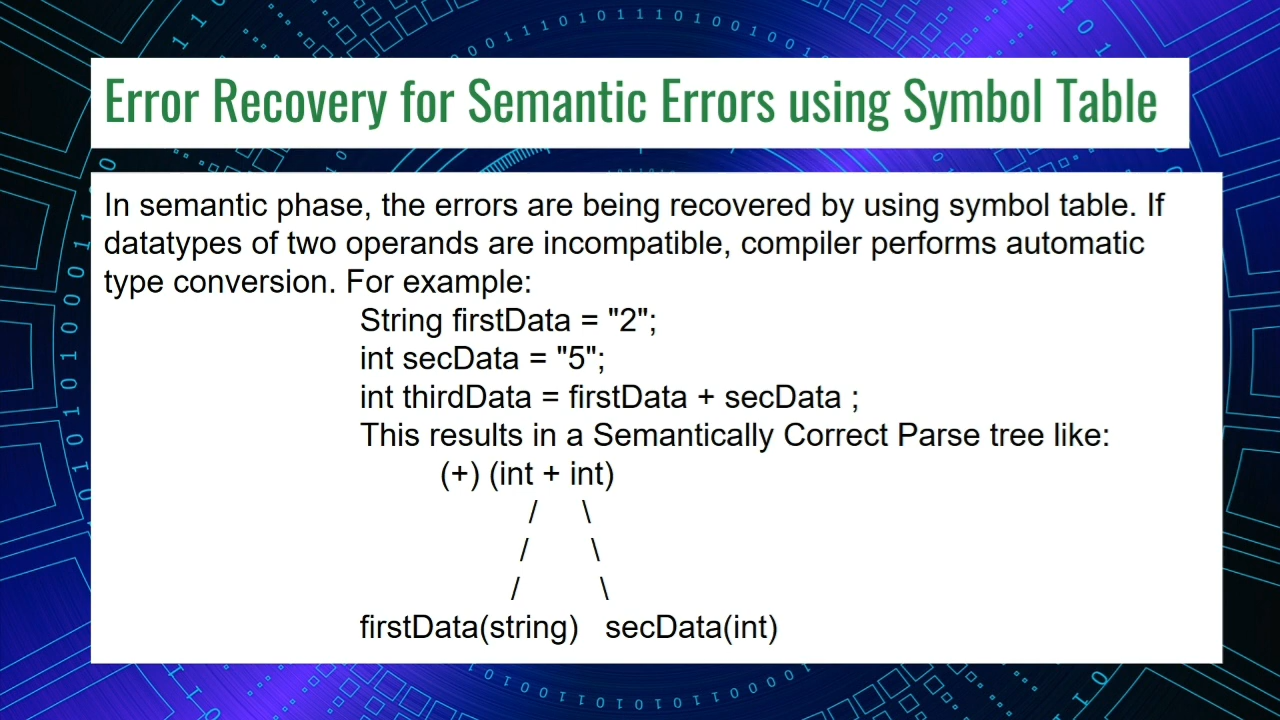 Error Recovery for Semantic Errors using Symbol Table
In semantic phase, the errors are being recovered by using symbol table. If
datatypes of two operands are incompatible, compiler performs automatic
type conversion. For example:
String firstData = "2";
int secData = "5";
int thirdData = firstData + secData ;
This results in a Semantically Correct Parse tree like:
(+) (int + int)
/ \
/ \
/ \
firstData(string) secData(int)